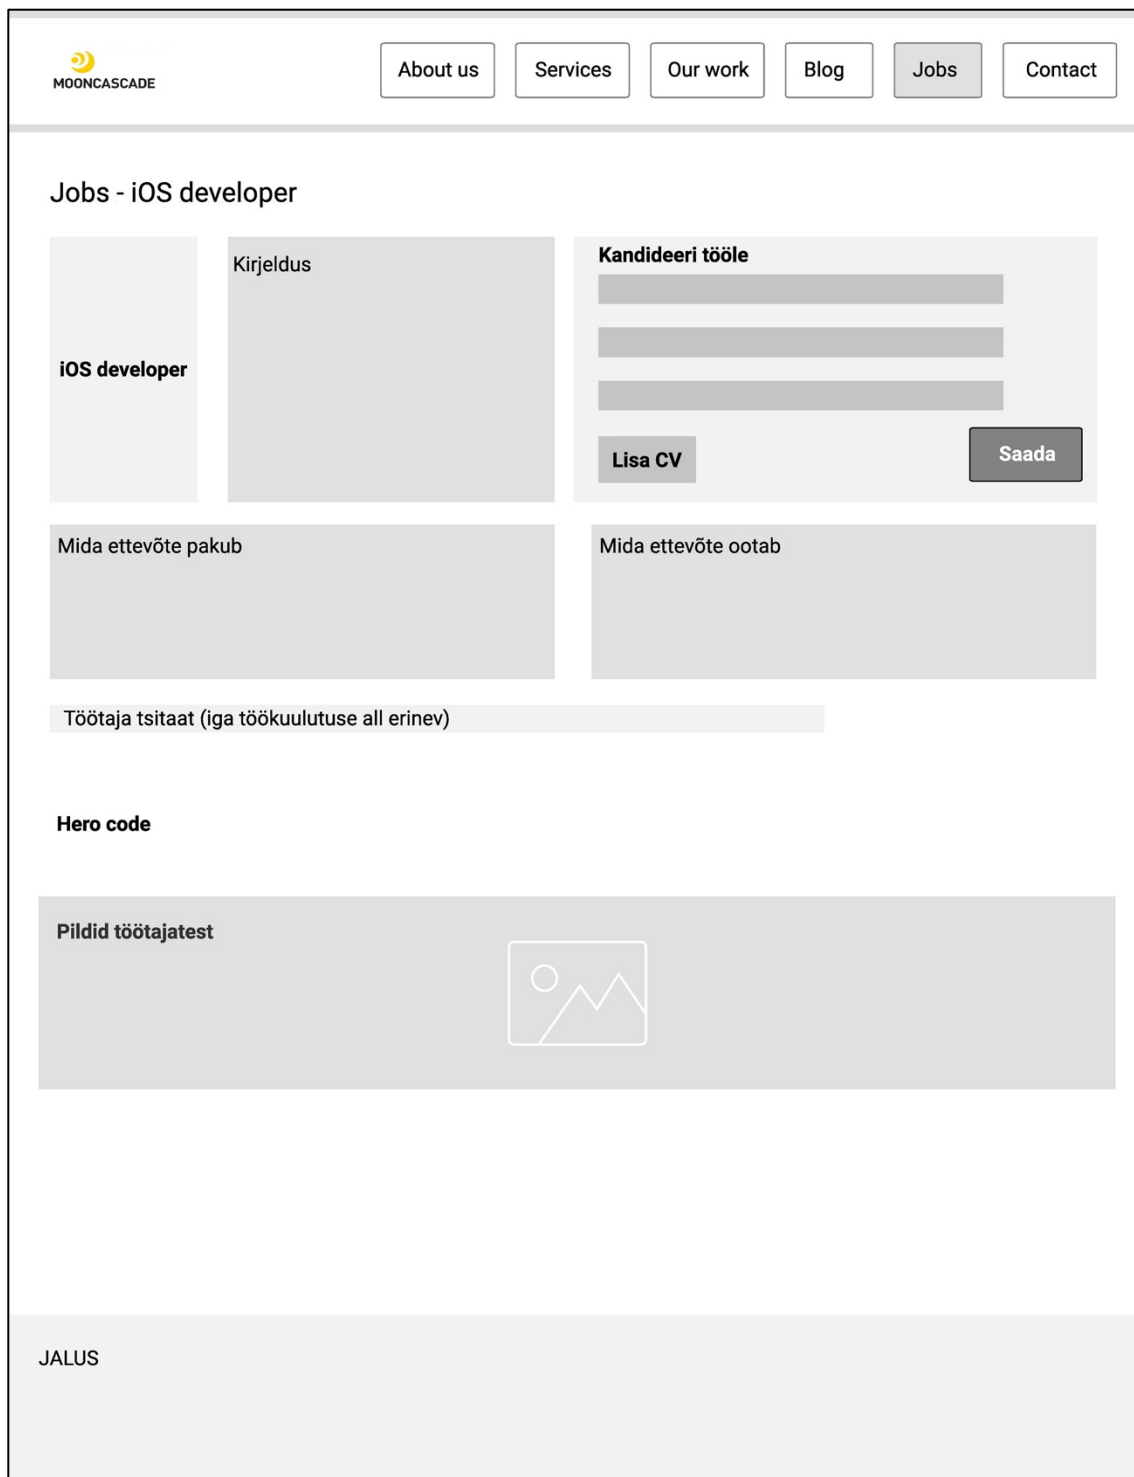 MOONCASCADE
About us
Services
Our work
Blog
Jobs
Contact
Jobs - iOS developer
iOS developer
Kirjeldus
Kandideeri tööle
Lisa CV
Saada
Mida ettevõte pakub
Mida ettevõte ootab
Töötaja tsitaat (iga töökuulutuse all erinev)
Hero code
Pildid töötajatest
JALUS